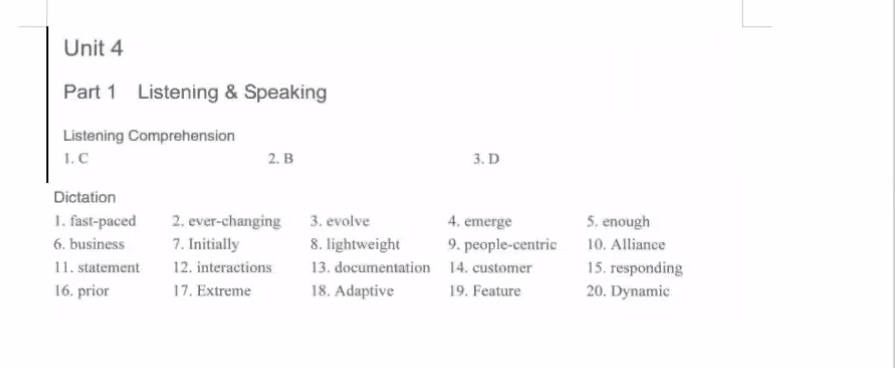 Unit 4
Part 1 Listening & Speaking
Listening Comprehension
1. C 2. B 3. D
Dictation
1. fast-paced 2. ever-changing 3. evolve 4. emerge 5. enough
6. business 7. Initially 8. lightweight 9. people-centric 10. Alliance
11. statement 12. interactions 13. documentation 14. customer 15. responding
16. prior 17. Extreme 18. Adaptive 19. Feature 20. Dynamic